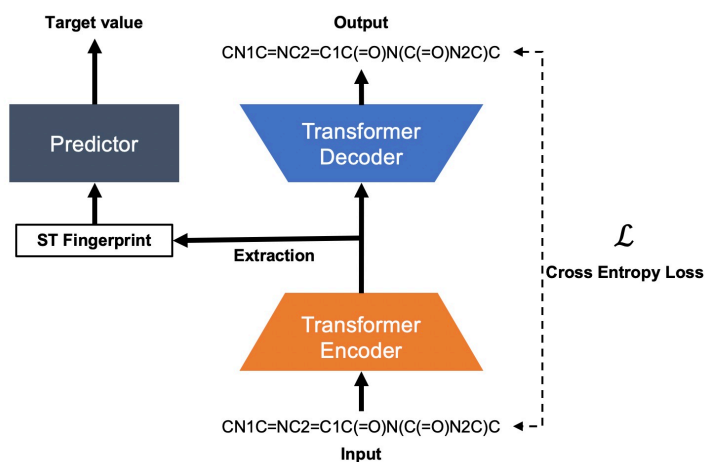 Target value
Output
CN1C=NC2=C1C(=O)N(C(=O)N2C)C
Predictor
Transformer
Decoder
ST Fingerprint
Extraction
ℒ
Cross Entropy Loss
Transformer
Encoder
CN1C=NC2=C1C(=O)N(C(=O)N2C)C
Input